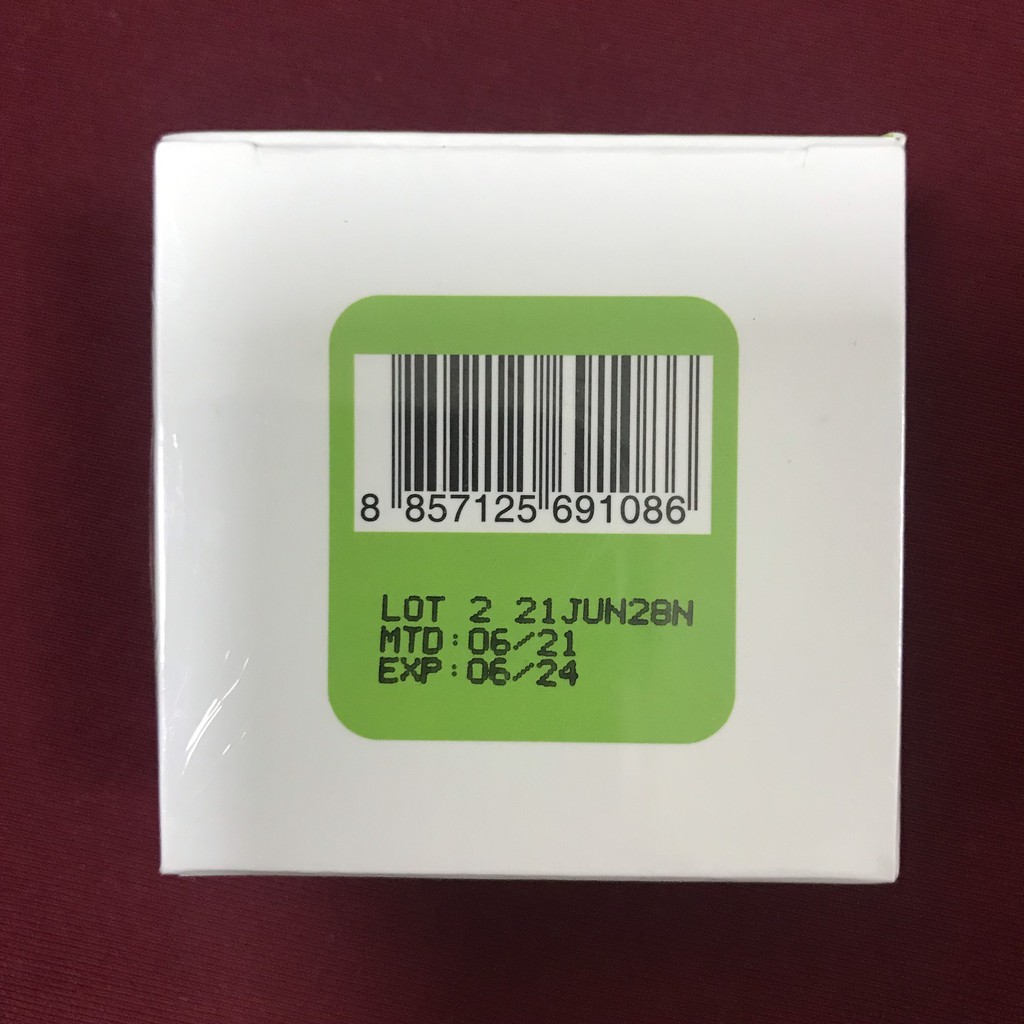 8 857125 691086
LOT 2 21JUN28N
MTD:06/21
EXP:06/24